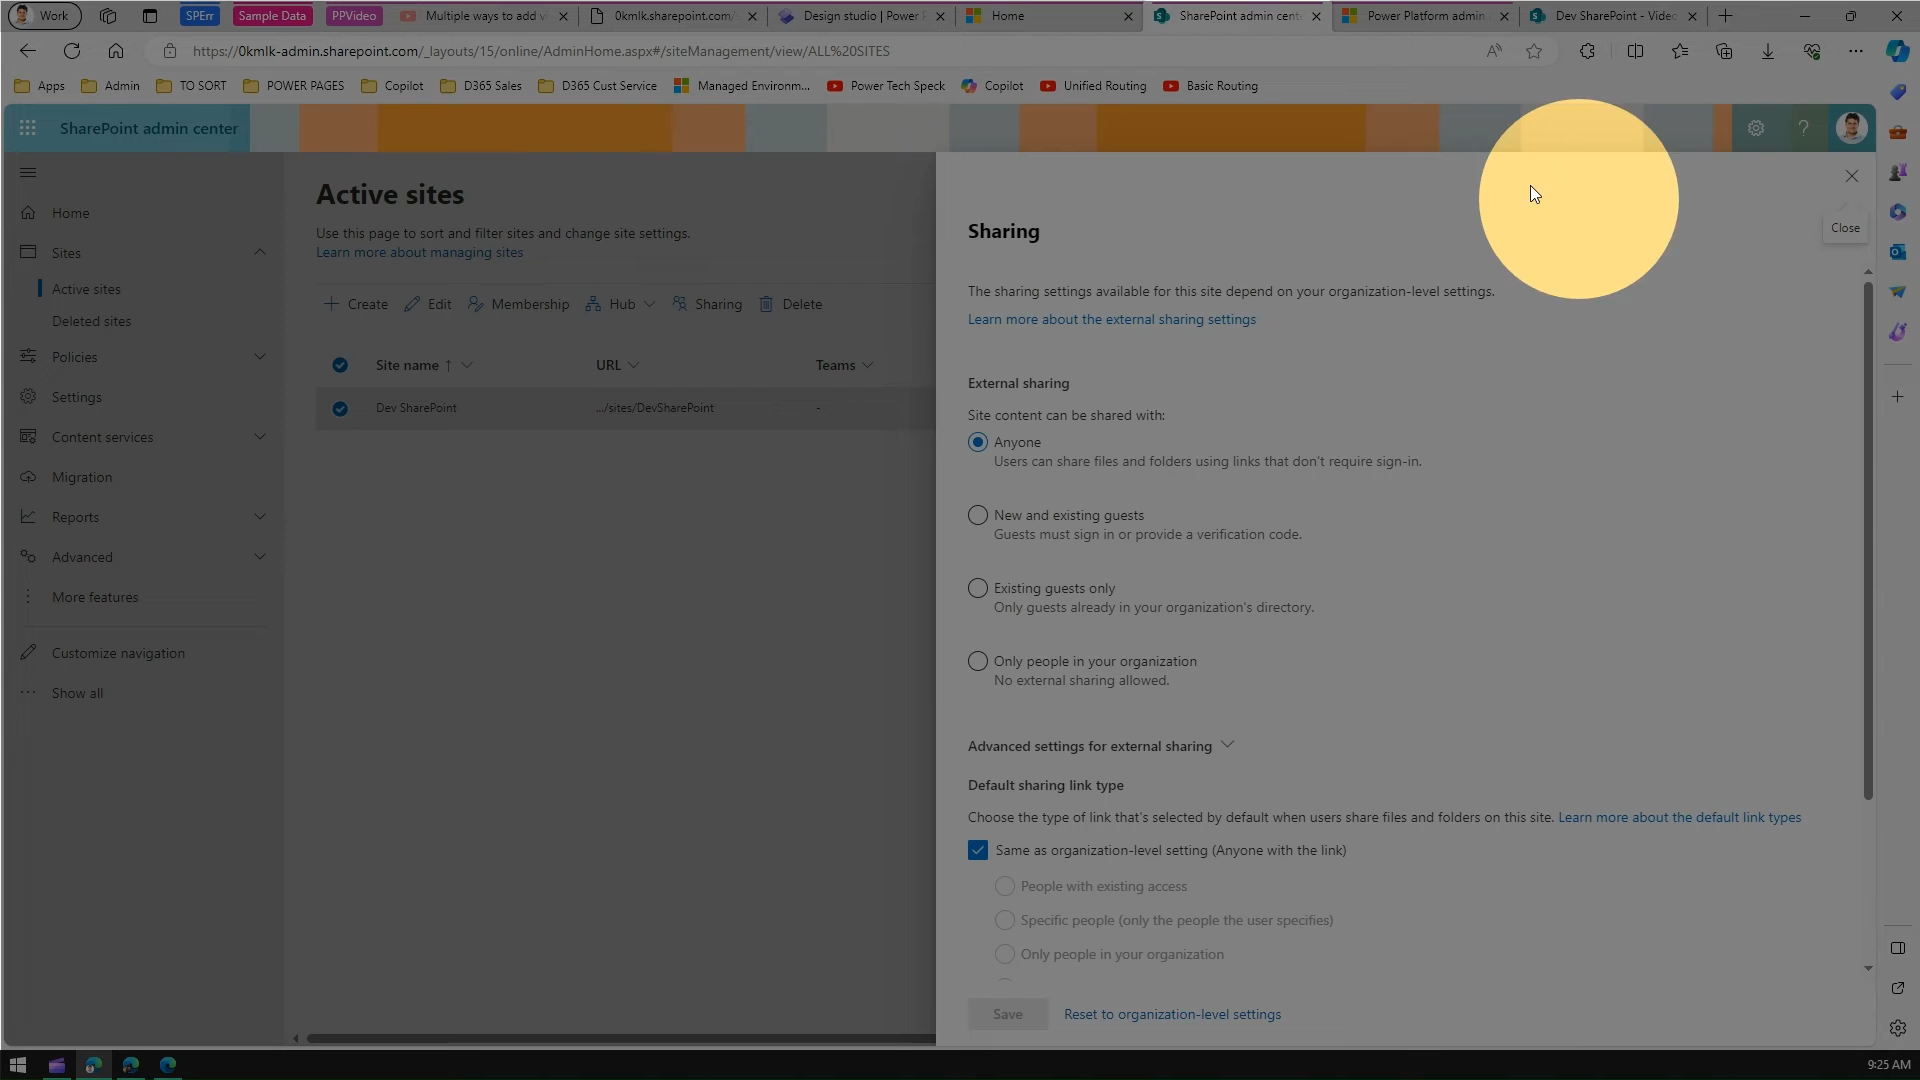 Work
SPErr
Sample Data
PPVideo
Multiple ways to add vi
0kmlk.sharepoint.com/s
Design studio | Power P
Home
SharePoint admin cente
Power Platform admin c
Dev SharePoint - Video
https://0kmlk-admin.sharepoint.com/_layouts/15/online/AdminHome.aspx#/siteManagement/view/ALL%20SITES
Apps
Admin
TO SORT
POWER PAGES
Copilot
D365 Sales
D365 Cust Service
Managed Environm...
Power Tech Speck
Copilot
Unified Routing
Basic Routing
SharePoint admin center
Home
Sites
Active sites
Deleted sites
Policies
Settings
Content services
Migration
Reports
Advanced
More features
Customize navigation
Show all
Active sites
Use this page to sort and filter sites and change site settings.
Learn more about managing sites
Create
Edit
Membership
Hub
Sharing
Delete
Site name ↑
URL
Teams
Dev SharePoint
.../sites/DevSharePoint
-
Close
Sharing
The sharing settings available for this site depend on your organization-level settings.
Learn more about the external sharing settings
External sharing
Site content can be shared with:
Anyone
Users can share files and folders using links that don't require sign-in.
New and existing guests
Guests must sign in or provide a verification code.
Existing guests only
Only guests already in your organization's directory.
Only people in your organization
No external sharing allowed.
Advanced settings for external sharing
Default sharing link type
Choose the type of link that's selected by default when users share files and folders on this site. Learn more about the default link types
Same as organization-level setting (Anyone with the link)
People with existing access
Specific people (only the people the user specifies)
Only people in your organization
Save
Reset to organization-level settings
9:25 AM